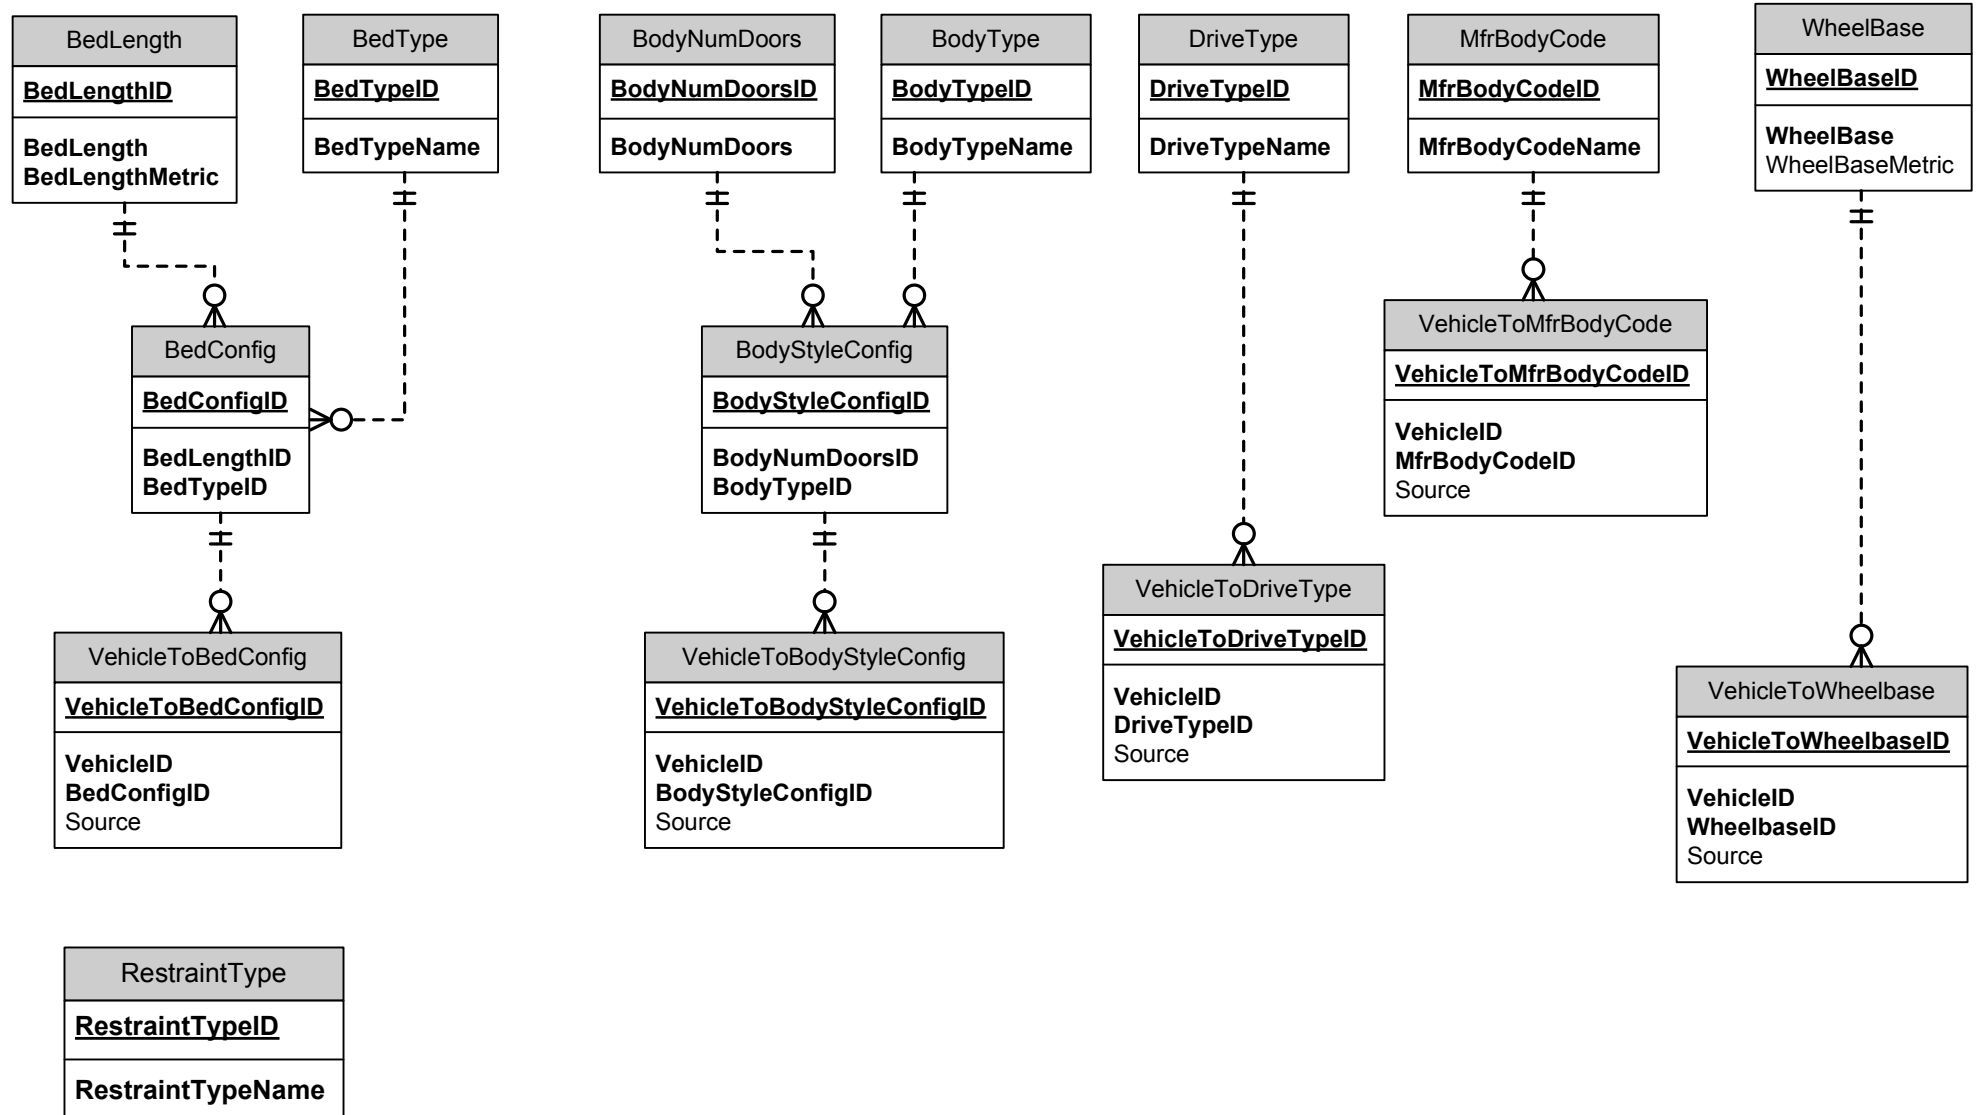 BedLength
BedLengthID
BedLength
BedLengthMetric
BedType
BedTypeID
BedTypeName
BodyNumDoors
BodyNumDoorsID
BodyNumDoors
BodyType
BodyTypeID
BodyTypeName
DriveType
DriveTypeID
DriveTypeName
MfrBodyCode
MfrBodyCodeID
MfrBodyCodeName
WheelBase
WheelBaseID
WheelBase
WheelBaseMetric
BedConfig
BedConfigID
BedLengthID
BedTypeID
BodyStyleConfig
BodyStyleConfigID
BodyNumDoorsID
BodyTypeID
VehicleToMfrBodyCode
VehicleToMfrBodyCodeID
VehicleID
MfrBodyCodeID
Source
VehicleToBedConfig
VehicleToBedConfigID
VehicleID
BedConfigID
Source
VehicleToBodyStyleConfig
VehicleToBodyStyleConfigID
VehicleID
BodyStyleConfigID
Source
VehicleToDriveType
VehicleToDriveTypeID
VehicleID
DriveTypeID
Source
VehicleToWheelbase
VehicleToWheelbaseID
VehicleID
WheelbaseID
Source
RestraintType
RestraintTypeID
RestraintTypeName